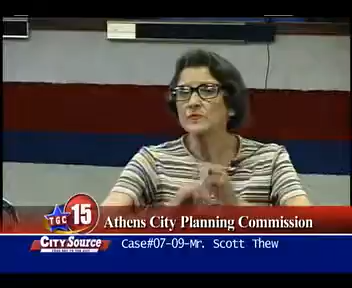 TGC 15
Athens City Planning Commission
CITY SOURCE
Case#07-09-Mr. Scott Thew